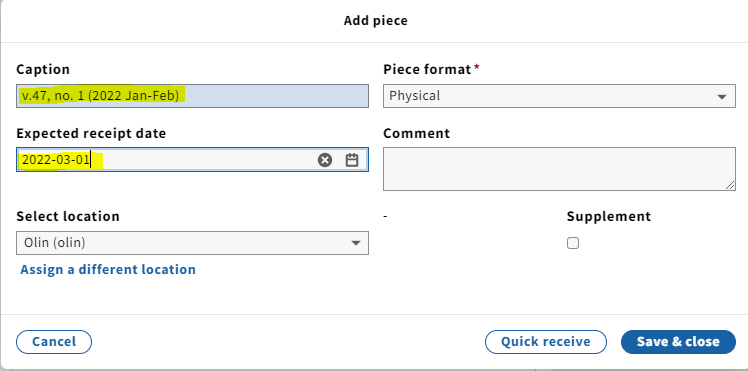 Add piece
Caption
Piece format*
v.47, no. 1 (2022 Jan-Feb)
Physical
Expected receipt date
Comment
2022-03-01
Select location
-
Supplement
Olin (olin)
Assign a different location
Cancel
Quick receive
Save & close